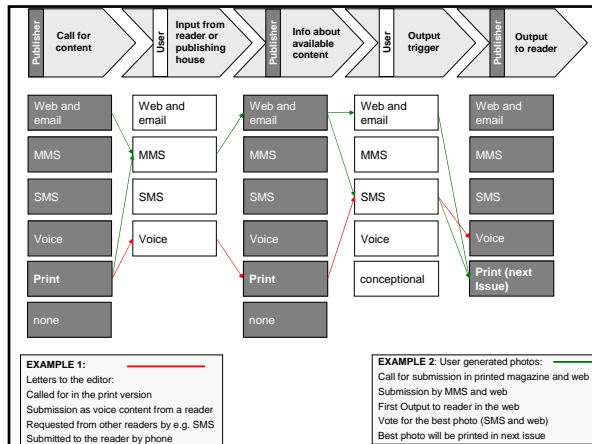 Publisher
Call for
content
User
Input from
reader or
publishing
house
Publisher
Info about
available
content
User
Output
trigger
Publisher
Output
to reader
Web and
email
MMS
SMS
Voice
Print
none
Web and
email
MMS
SMS
Voice
Web and email
MMS
SMS
Voice
Print
none
Web and
email
MMS
SMS
Voice
conceptional
Web and
email
MMS
SMS
Voice
Print (next
Issue)
EXAMPLE 1:
Letters to the editor:
Called for in the print version
Submission as voice content from a reader
Requested from other readers by e.g. SMS
Submitted to the reader by phone
EXAMPLE 2: User generated photos:
Call for submission in printed magazine and web
Submission by MMS and web
First Output to reader in the web
Vote for the best photo (SMS and web)
Best photo will be printed in next issue